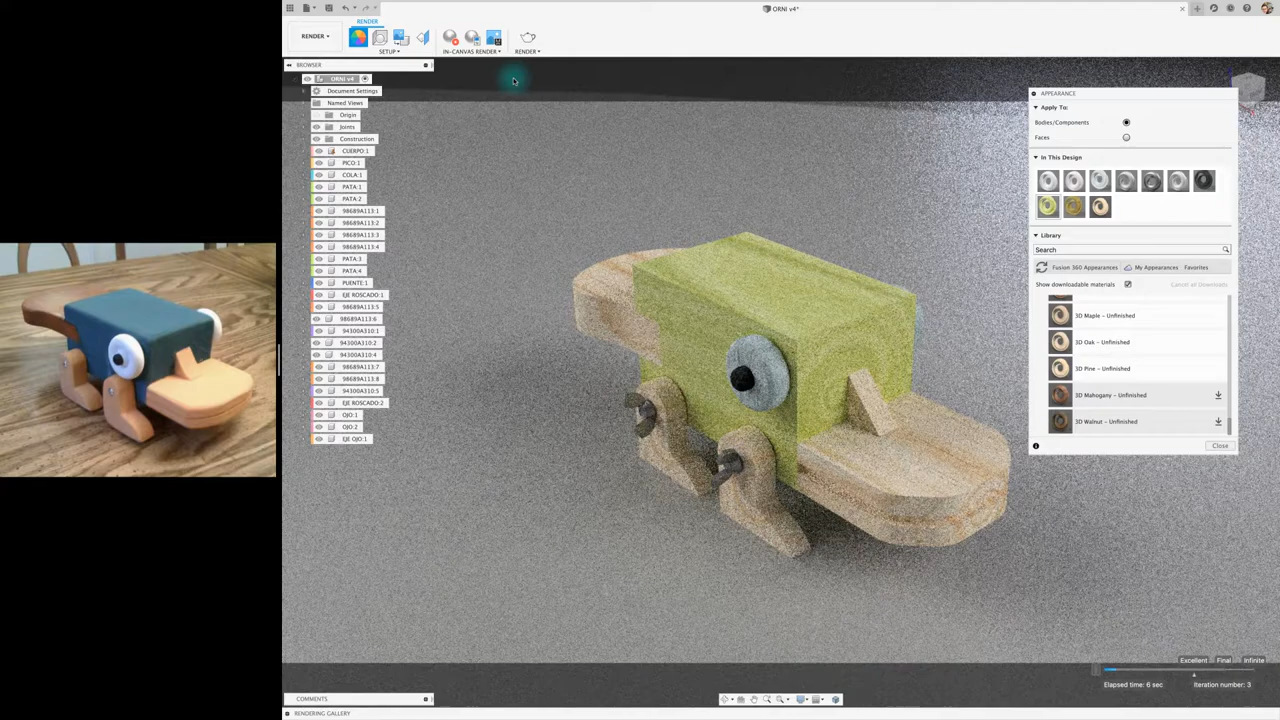 ORNI v4*
RENDER
RENDER ▾
SETUP ▾
IN-CANVAS RENDER ▾
RENDER ▾
BROWSER
ORNI v4
Document Settings
Named Views
Origin
Joints
Construction
CUERPO:1
PICO:1
COLA:1
PATA:1
PATA:2
98689A113:1
98689A113:2
98689A113:3
98689A113:4
PATA:3
PATA:4
PUENTE:1
EJE ROSCADO:1
98689A113:5
98689A113:6
94300A310:1
94300A310:2
94300A310:4
98689A113:7
98689A113:8
94300A310:5
EJE ROSCADO:2
OJO:1
OJO:2
EJE OJO:1
APPEARANCE
Apply To:
Bodies/Components
Faces
In This Design
Library
Search
Fusion 360 Appearances My Appearances Favorites
Show downloadable materials Cancel all Downloads
3D Maple - Unfinished
3D Oak - Unfinished
3D Pine - Unfinished
3D Mahogany - Unfinished
3D Walnut - Unfinished
Close
Excellent Final Infinite
Elapsed time: 6 sec Iteration number: 3
COMMENTS
RENDERING GALLERY